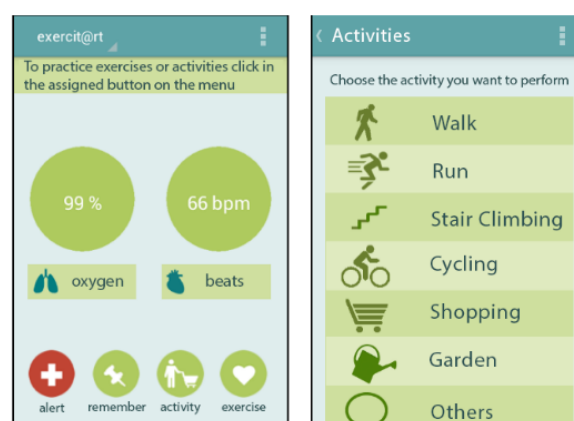 exercit@rt
To practice exercises or activities click in
the assigned button on the menu
99 %
66 bpm
oxygen
beats
alert
remember
activity
exercise
Activities
Choose the activity you want to perform
Walk
Run
Stair Climbing
Cycling
Shopping
Garden
Others